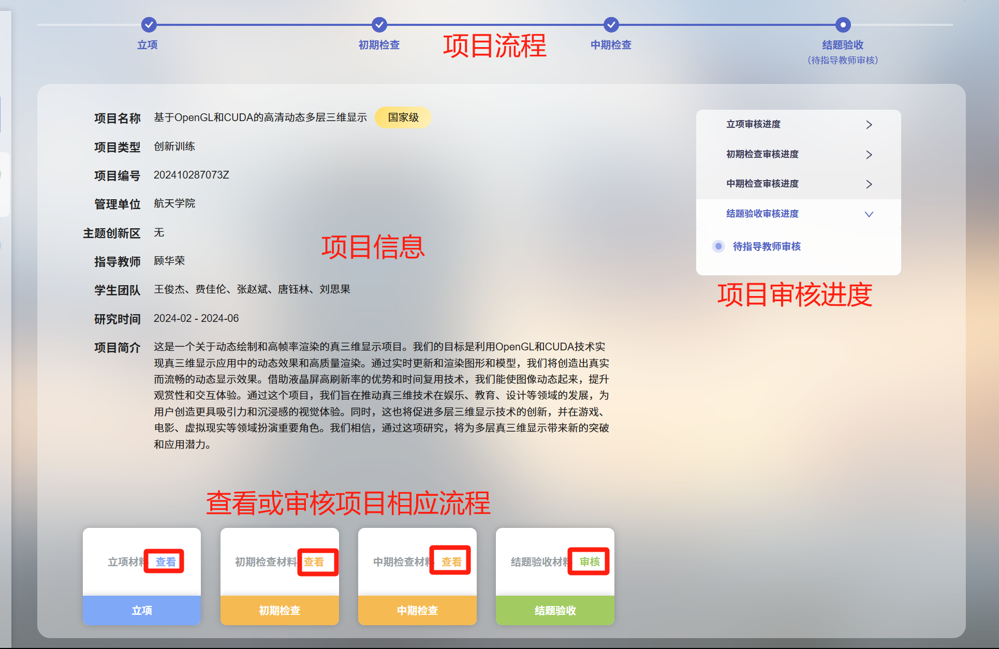 立项
初期检查
项目流程
中期检查
结题验收
（待指导教师审核）
项目名称 基于OpenGL和CUDA的高清动态多层三维显示 国家级
项目类型 创新训练
项目编号 202410287073Z
管理单位 航天学院
主题创新区 无
指导教师 顾华荣
学生团队 王俊杰、费佳伦、张赵斌、唐钰林、刘思果
研究时间 2024-02 - 2024-06
项目简介 这是一个关于动态绘制和高帧率渲染的真三维显示项目。我们的目标是利用OpenGL和CUDA技术实
现真三维显示应用中的动态效果和高质量渲染。通过实时更新和渲染图形和模型，我们将创造出真实
而流畅的动态显示效果。借助液晶屏高刷新率的优势和时间复用技术，我们能使图像动态起来，提升
观赏性和交互体验。通过这个项目，我们旨在推动真三维技术在娱乐、教育、设计等领域的发展，为
用户创造更具吸引力和沉浸感的视觉体验。同时，这也将促进多层三维显示技术的创新，并在游戏、
电影、虚拟现实等领域扮演重要角色。我们相信，通过这项研究，将为多层真三维显示带来新的突破
和应用潜力。
项目信息
立项审核进度
初期检查审核进度
中期检查审核进度
结题验收审核进度
待指导教师审核
项目审核进度
查看或审核项目相应流程
立项材料 查看
立项
初期检查材料 查看
初期检查
中期检查材料 查看
中期检查
结题验收材料 审核
结题验收